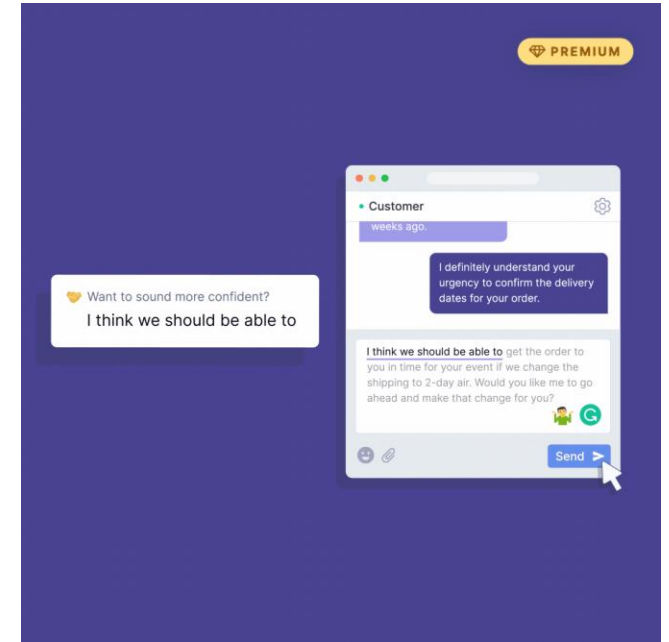 PREMIUM
Want to sound more confident?
I think we should be able to
Customer
weeks ago.
I definitely understand your
urgency to confirm the delivery
dates for your order.
I think we should be able to get the order to
you in time for your event if we change the
shipping to 2-day air. Would you like me to go
ahead and make that change for you?
Send